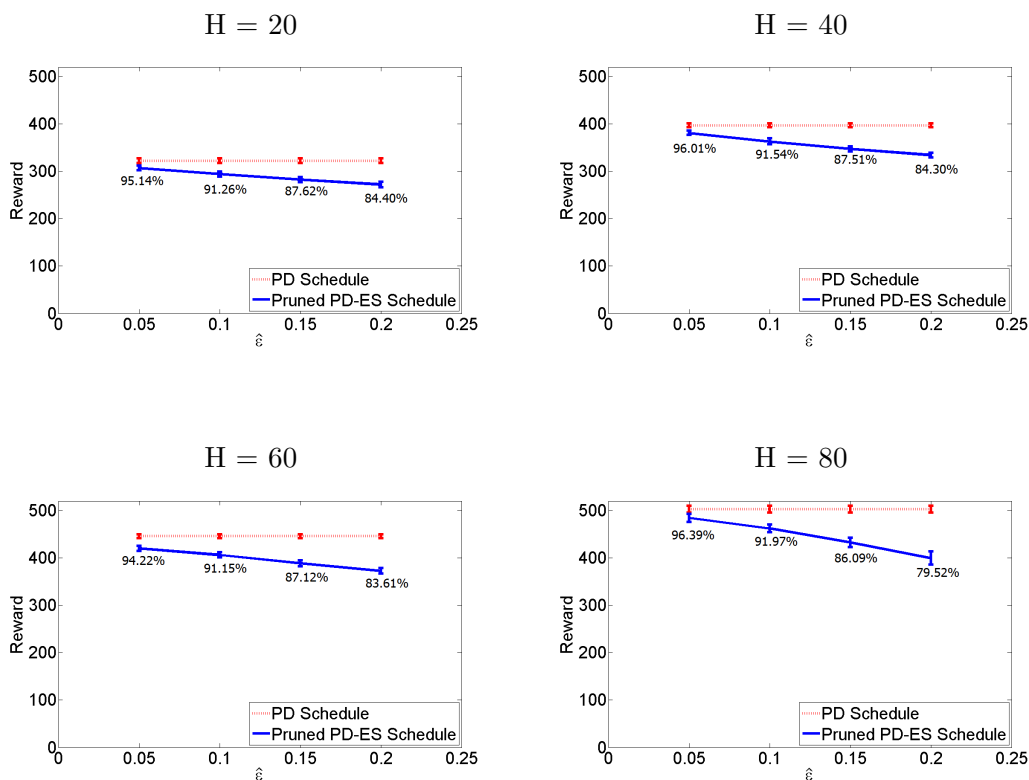 H = 20
500
400
300
200
100
0
Reward
95.14%
91.26%
87.62%
84.40%
PD Schedule
Pruned PD-ES Schedule
0 0.05 0.1 0.15 0.2 0.25
ε̂
H = 40
500
400
300
200
100
0
Reward
96.01%
91.54%
87.51%
84.30%
PD Schedule
Pruned PD-ES Schedule
0 0.05 0.1 0.15 0.2 0.25
ε̂
H = 60
500
400
300
200
100
0
Reward
94.22%
91.15%
87.12%
83.61%
PD Schedule
Pruned PD-ES Schedule
0 0.05 0.1 0.15 0.2 0.25
ε̂
H = 80
500
400
300
200
100
0
Reward
96.39%
91.97%
86.09%
79.52%
PD Schedule
Pruned PD-ES Schedule
0 0.05 0.1 0.15 0.2 0.25
ε̂